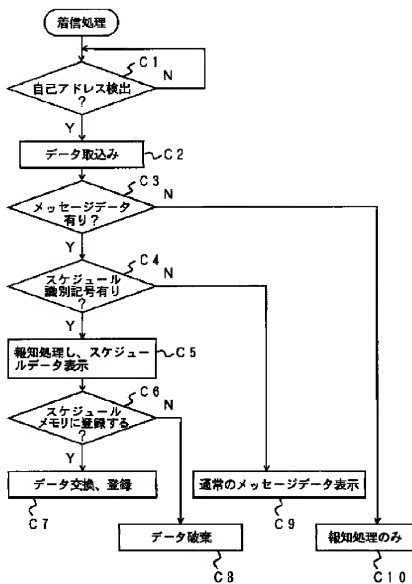 着信処理
C1
N
自己アドレス検出
?
Y
データ取込み
C2
C3
N
メッセージデータ
有り?
Y
C4
N
スケジュール
識別記号有り
?
Y
報知処理し、スケジュー
ルデータ表示
C5
C6
N
スケジュール
メモリに登録する
?
Y
データ交換、登録
C7
データ破棄
C8
通常のメッセージデータ表示
C9
報知処理のみ
C10